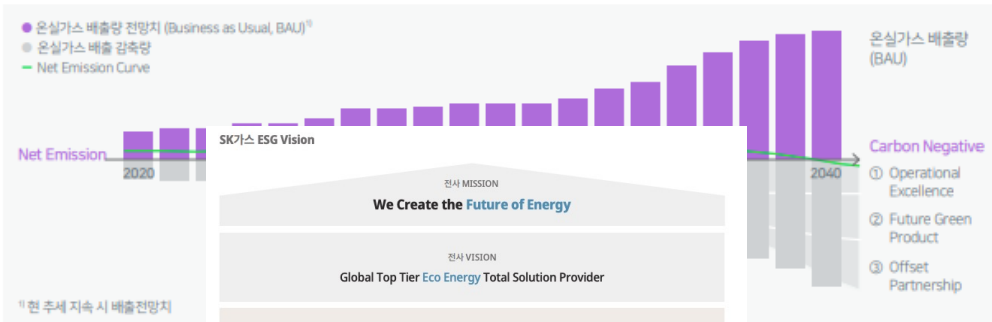 온실가스 배출량 전망치 (Business as Usual, BAU)¹⁾
온실가스 배출 감축량
Net Emission Curve
온실가스 배출량
(BAU)
Net Emission
2020
2040
Carbon Negative
① Operational
Excellence
② Future Green
Product
③ Offset
Partnership
¹⁾ 현 추세 지속 시 배출전망치
SK가스 ESG Vision
전사 MISSION
We Create the Future of Energy
전사 VISION
Global Top Tier Eco Energy Total Solution Provider